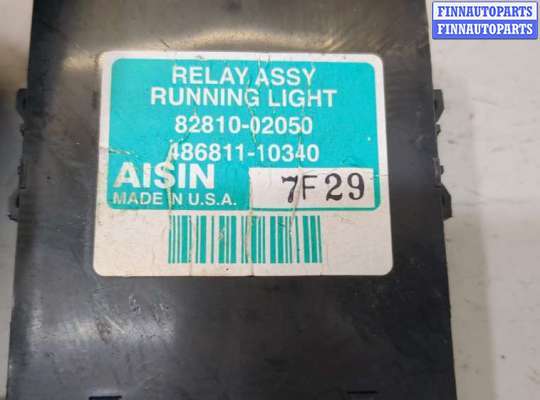 FINNAUTOPARTS
FINNAUTOPARTS
RELAY ASSY
RUNNING LIGHT
82810-02050
486811-10340
AISIN
7F29
MADE IN U.S.A.